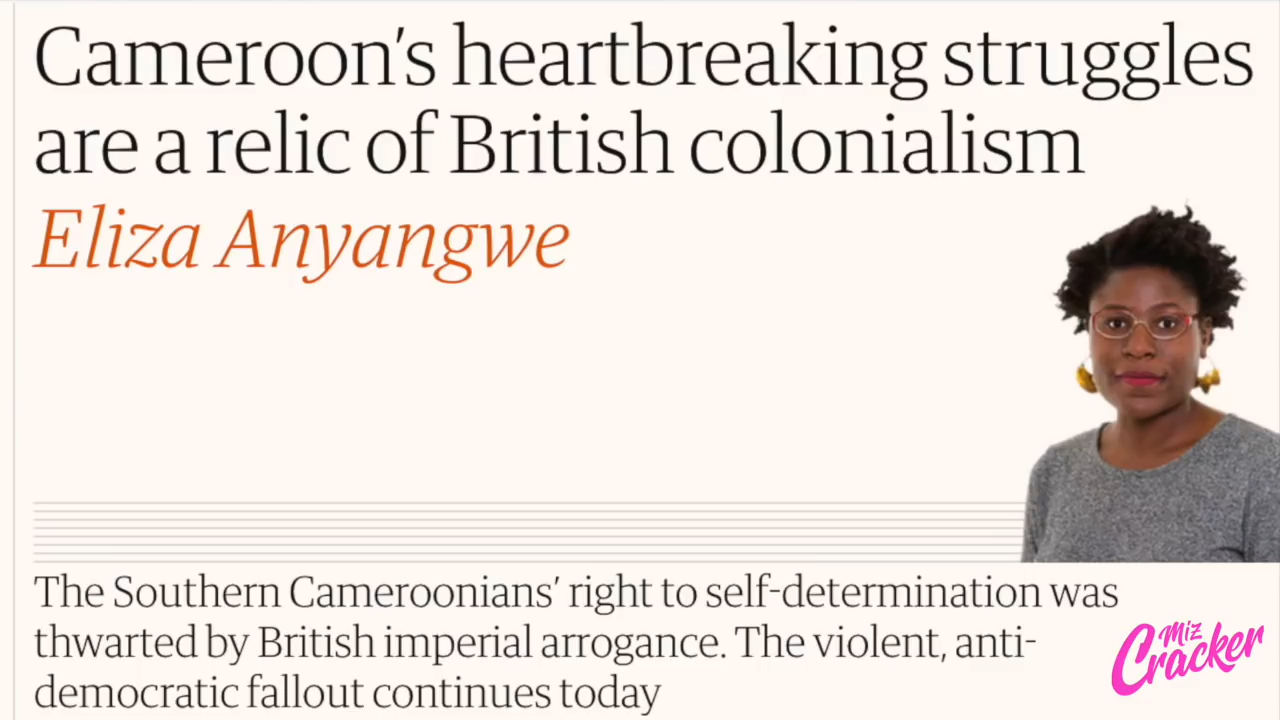 Cameroon's heartbreaking struggles
are a relic of British colonialism
Eliza Anyangwe
The Southern Cameroonians' right to self-determination was
thwarted by British imperial arrogance. The violent, anti-
democratic fallout continues today
Miz
Cracker